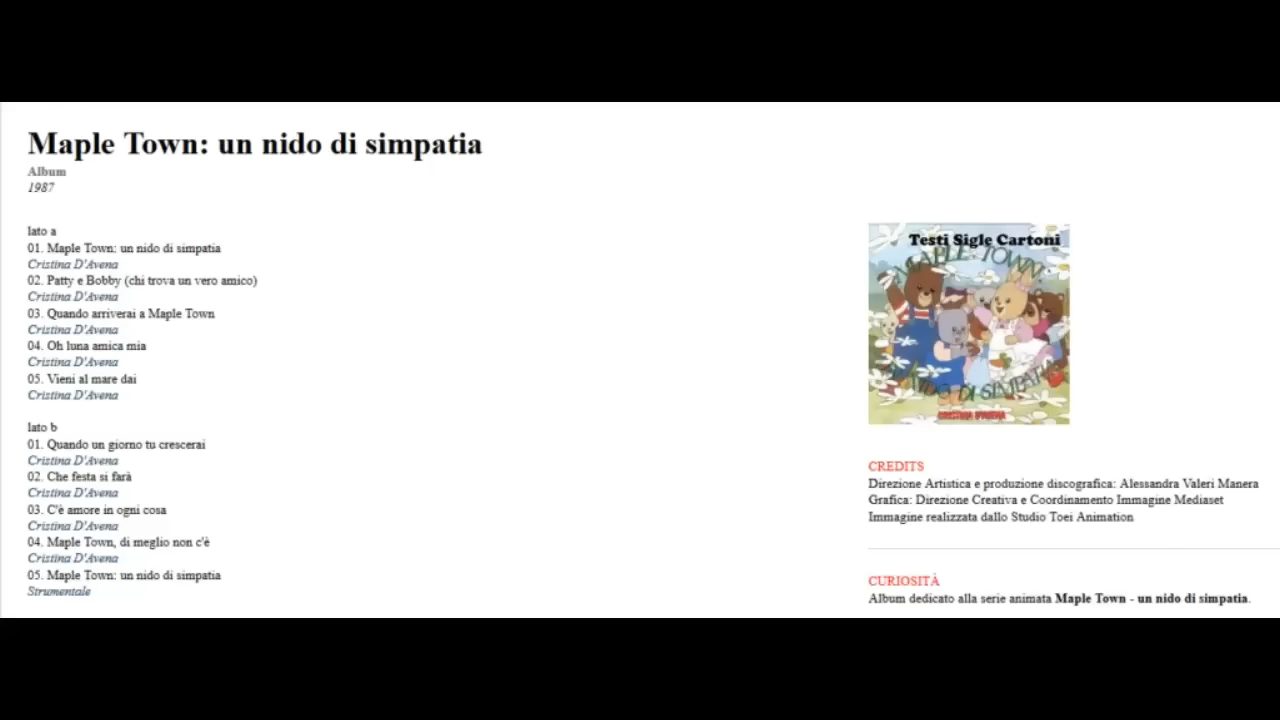 Maple Town: un nido di simpatia
Album
1987
lato a
01. Maple Town: un nido di simpatia
Cristina D'Avena
02. Patty e Bobby (chi trova un vero amico)
Cristina D'Avena
03. Quando arriverai a Maple Town
Cristina D'Avena
04. Oh luna amica mia
Cristina D'Avena
05. Vieni al mare dai
Cristina D'Avena
lato b
01. Quando un giorno tu crescerai
Cristina D'Avena
02. Che festa si farà
Cristina D'Avena
03. C'è amore in ogni cosa
Cristina D'Avena
04. Maple Town, di meglio non c'è
Cristina D'Avena
05. Maple Town: un nido di simpatia
Strumentale
Testi Sigle Cartoni
MAPLE TOWN
NIDO DI SIMPATIA
CRISTINA D'AVENA
CREDITS
Direzione Artistica e produzione discografica: Alessandra Valeri Manera
Grafica: Direzione Creativa e Coordinamento Immagine Mediaset
Immagine realizzata dallo Studio Toei Animation
CURIOSITÀ
Album dedicato alla serie animata Maple Town - un nido di simpatia.